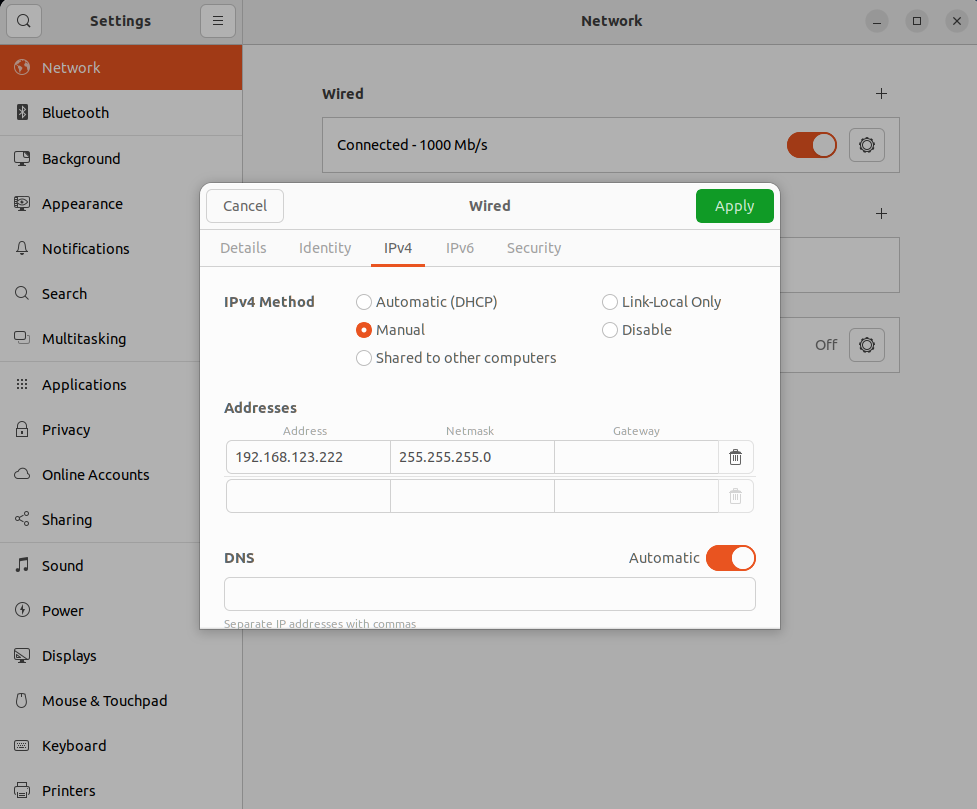 Settings
Network
Network
Bluetooth
Background
Appearance
Notifications
Search
Multitasking
Applications
Privacy
Online Accounts
Sharing
Sound
Power
Displays
Mouse & Touchpad
Keyboard
Printers
Wired
Connected - 1000 Mb/s
Off
Cancel
Wired
Apply
Details
Identity
IPv4
IPv6
Security
IPv4 Method
Automatic (DHCP)
Link-Local Only
Manual
Disable
Shared to other computers
Addresses
Address
Netmask
Gateway
192.168.123.222
255.255.255.0
DNS
Automatic
Separate IP addresses with commas